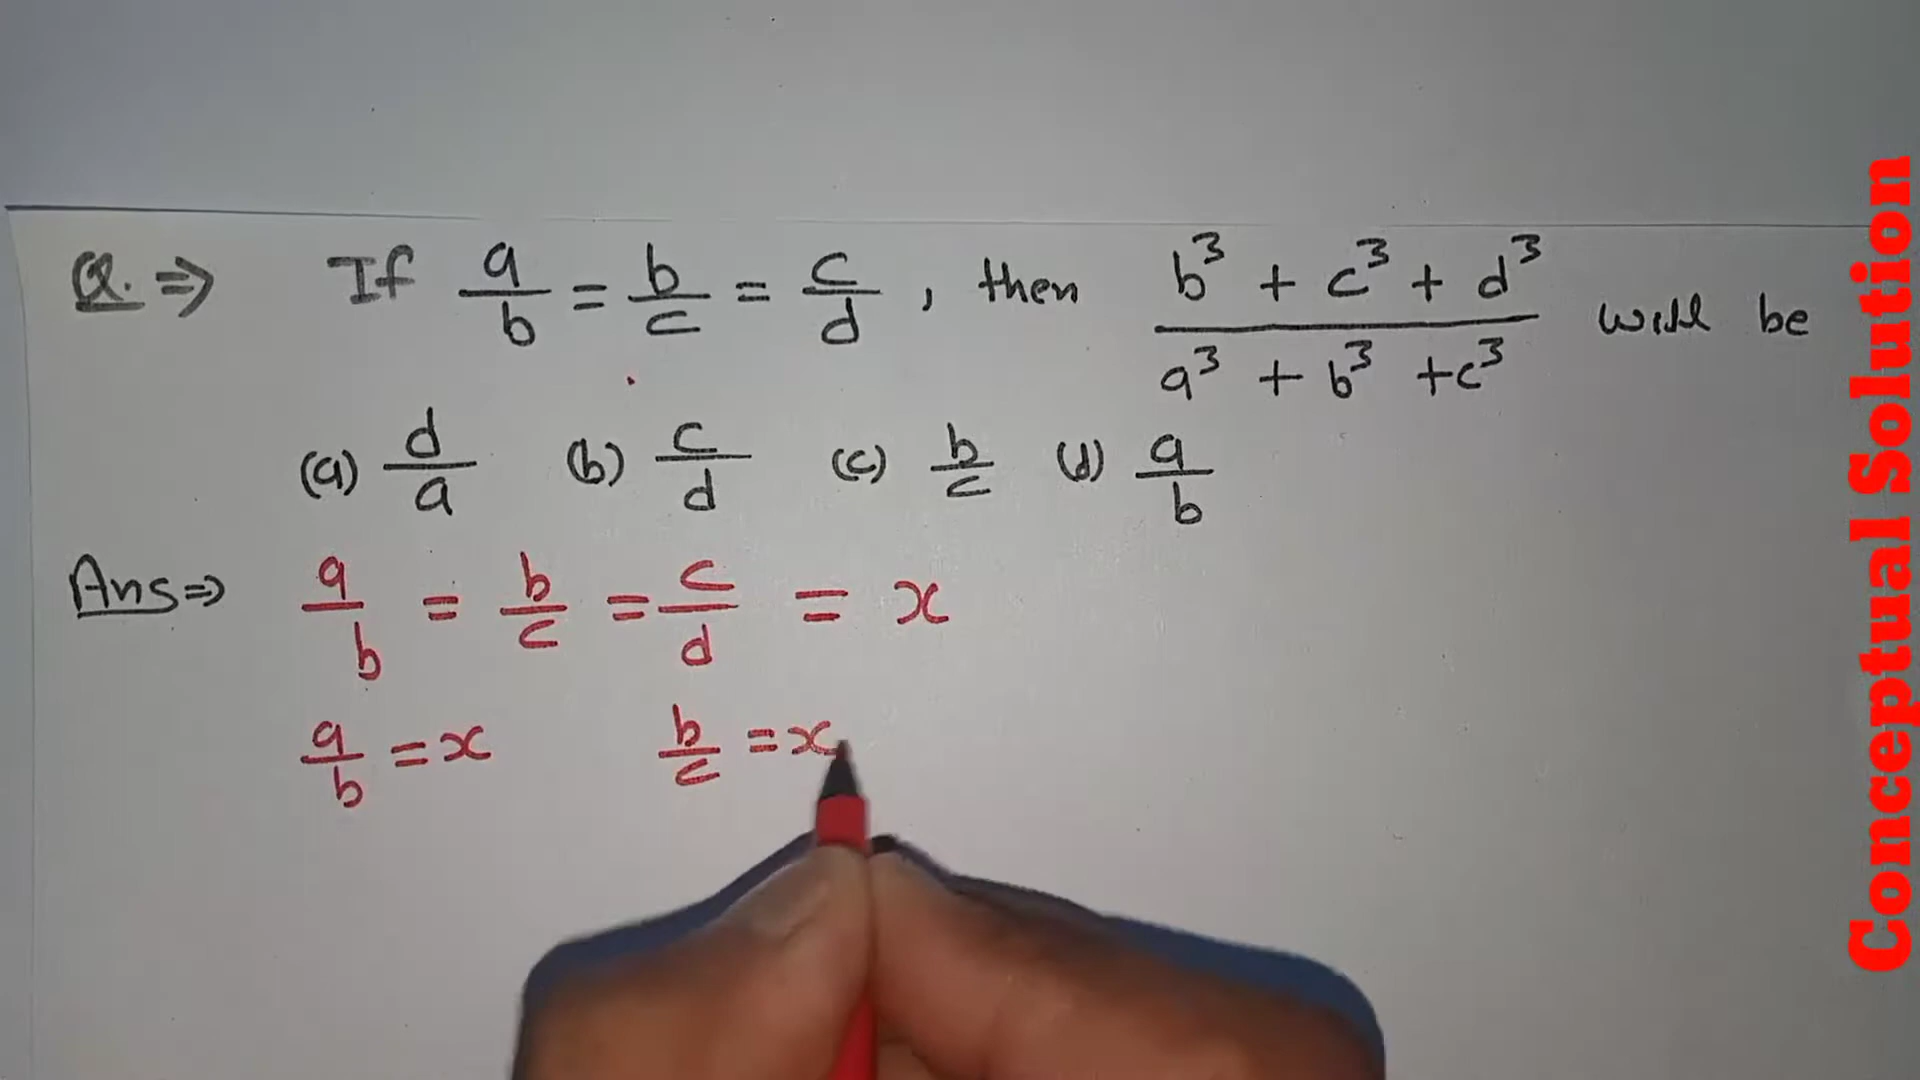 Q. ⇒ If a/b = b/c = c/d , then (b³ + c³ + d³)/(a³ + b³ + c³) will be
(a) d/a (b) c/d (c) b/c (d) a/b
Ans ⇒ a/b = b/c = c/d = x
a/b = x b/c = x
Conceptual Solution